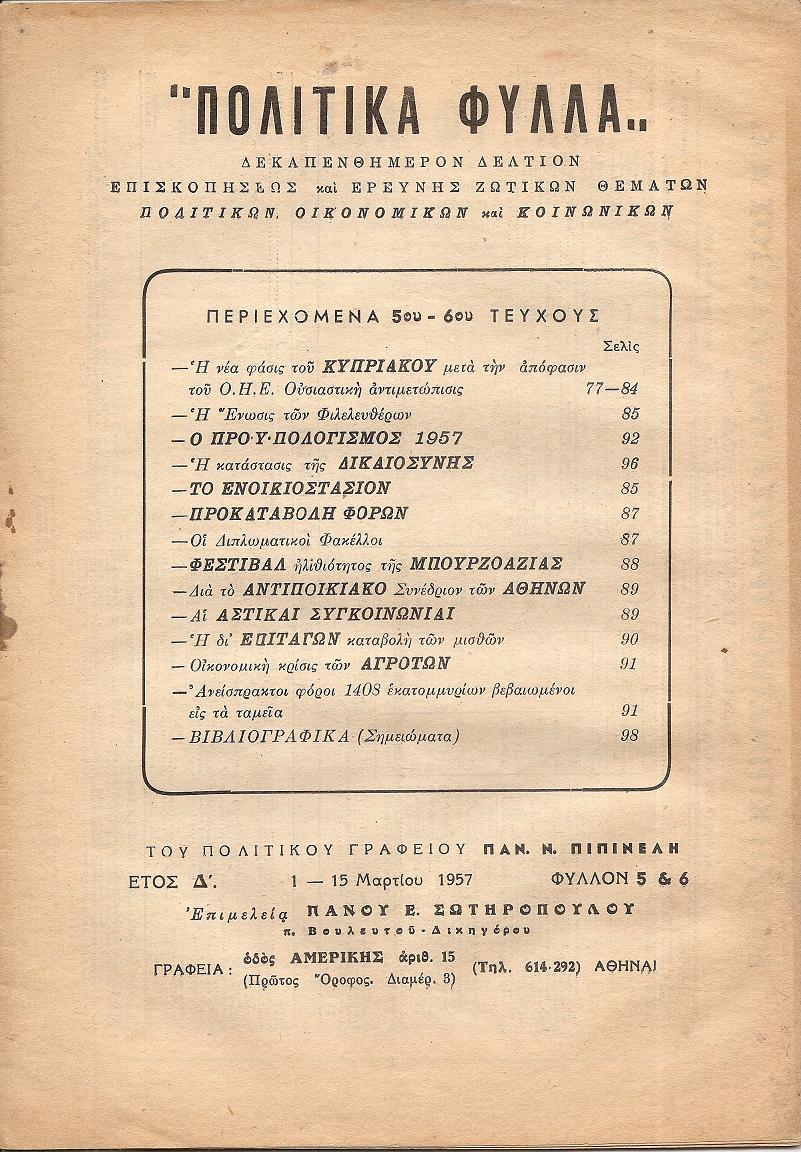 "ΠΟΛΙΤΙΚΑ ΦΥΛΛΑ"
ΔΕΚΑΠΕΝΘΗΜΕΡΟΝ ΔΕΛΤΙΟΝ
ΕΠΙΣΚΟΠΗΣΕΩΣ καὶ ΕΡΕΥΝΗΣ ΖΩΤΙΚΩΝ ΘΕΜΑΤΩΝ
ΠΟΛΙΤΙΚΩΝ, ΟΙΚΟΝΟΜΙΚΩΝ καὶ ΚΟΙΝΩΝΙΚΩΝ
ΠΕΡΙΕΧΟΜΕΝΑ 5ου - 6ου ΤΕΥΧΟΥΣ
Σελὶς
—Ἡ νέα φάσις τοῦ ΚΥΠΡΙΑΚΟΥ μετὰ τὴν ἀπόφασιν
τοῦ Ο.Η.Ε. Οὐσιαστικὴ ἀντιμετώπισις 77—84
—Ἡ Ἕνωσις τῶν Φιλελευθέρων 85
—Ο ΠΡΟ·Υ·ΠΟΛΟΓΙΣΜΟΣ 1957 92
—Ἡ κατάστασις τῆς ΔΙΚΑΙΟΣΥΝΗΣ 96
—ΤΟ ΕΝΟΙΚΙΟΣΤΑΣΙΟΝ 85
—ΠΡΟΚΑΤΑΒΟΛΗ ΦΟΡΩΝ 87
—Οἱ Διπλωματικοὶ Φακέλλοι 87
—ΦΕΣΤΙΒΑΛ ἠλιθιότητος τῆς ΜΠΟΥΡΖΟΑΖΙΑΣ 88
—Διὰ τὸ ΑΝΤΙΠΟΙΚΙΑΚΟ Συνέδριον τῶν ΑΘΗΝΩΝ 89
—Αἱ ΑΣΤΙΚΑΙ ΣΥΓΚΟΙΝΩΝΙΑΙ 89
—Ἡ δι' ΕΠΙΤΑΓΩΝ καταβολὴ τῶν μισθῶν 90
—Οἰκονομικὴ κρίσις τῶν ΑΓΡΟΤΩΝ 91
—Ἀνείσπρακτοι φόροι 1408 ἑκατομμυρίων βεβαιωμένοι
εἰς τὰ ταμεῖα 91
—ΒΙΒΛΙΟΓΡΑΦΙΚΑ (Σημειώματα) 98
ΤΟΥ ΠΟΛΙΤΙΚΟΥ ΓΡΑΦΕΙΟΥ ΠΑΝ. Ν. ΠΙΠΙΝΕΛΗ
ΕΤΟΣ Δ'. 1 — 15 Μαρτίου 1957 ΦΥΛΛΟΝ 5 & 6
Ἐπιμελείᾳ ΠΑΝΟΥ Ε. ΣΩΤΗΡΟΠΟΥΛΟΥ
π. Βουλευτοῦ - Δικηγόρου
ΓΡΑΦΕΙΑ: ὁδὸς ΑΜΕΡΙΚΗΣ ἀριθ. 15 (Τηλ. 614·292) ΑΘΗΝΑΙ
(Πρῶτος Ὄροφος. Διαμέρ. 3)